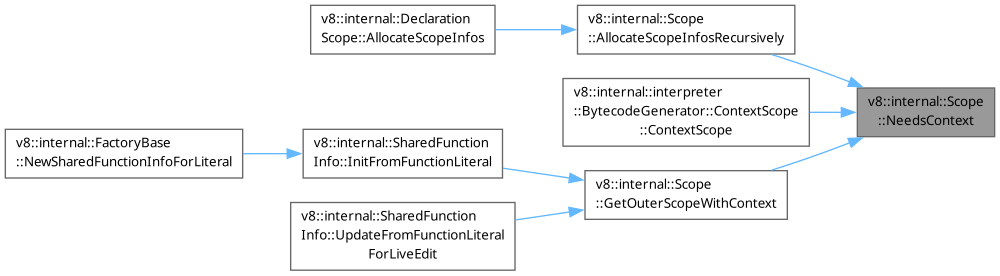 v8::internal::Declaration
Scope::AllocateScopeInfos
v8::internal::Scope
::AllocateScopeInfosRecursively
v8::internal::interpreter
::BytecodeGenerator::ContextScope
::ContextScope
v8::internal::Scope
::NeedsContext
v8::internal::FactoryBase
::NewSharedFunctionInfoForLiteral
v8::internal::SharedFunction
Info::InitFromFunctionLiteral
v8::internal::Scope
::GetOuterScopeWithContext
v8::internal::SharedFunction
Info::UpdateFromFunctionLiteral
ForLiveEdit